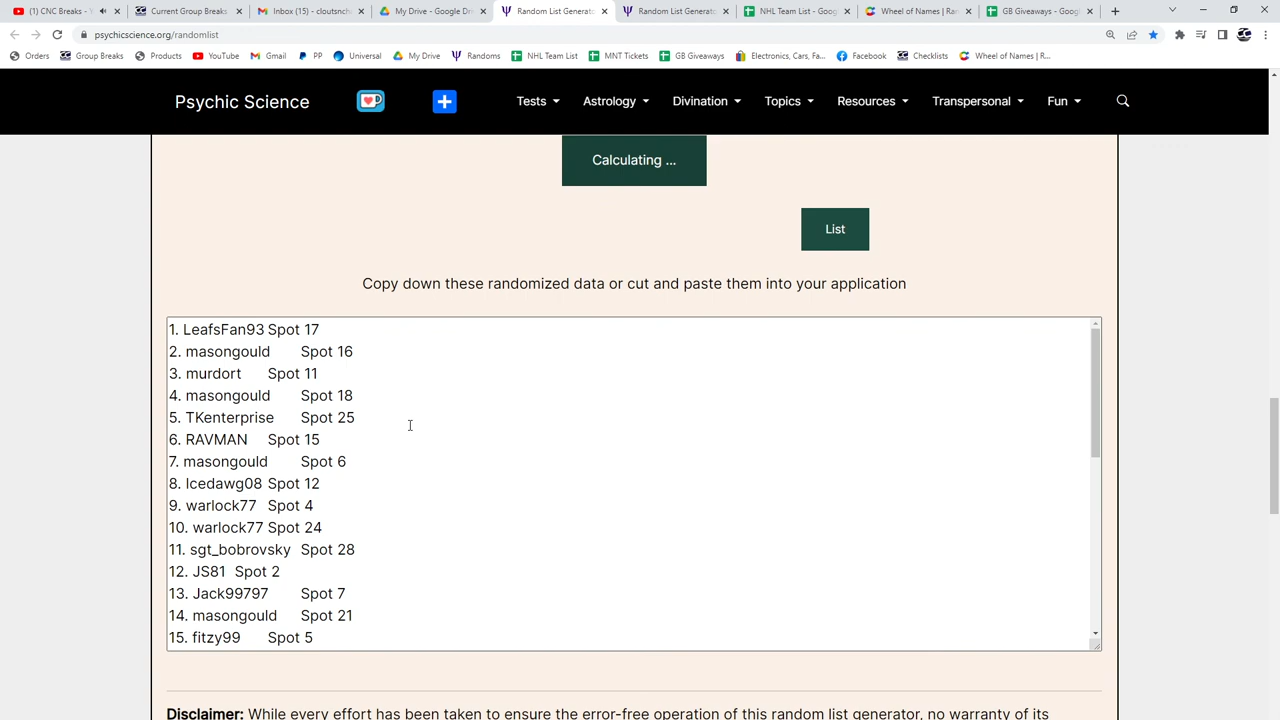 (1) CNC Breaks - Y
Current Group Breaks
Inbox (15) - cloutsnch
My Drive - Google Dri
Random List Generato
Random List Generato
NHL Team List - Goog
Wheel of Names | Ran
GB Giveaways - Goog
psychicscience.org/randomlist
Orders
Group Breaks
Products
YouTube
Gmail
PP
Universal
My Drive
Randoms
NHL Team List
MNT Tickets
GB Giveaways
Electronics, Cars, Fa...
Facebook
Checklists
Wheel of Names | R...
Psychic Science
Tests
Astrology
Divination
Topics
Resources
Transpersonal
Fun
Calculating ...
List
Copy down these randomized data or cut and paste them into your application
1. LeafsFan93 Spot 17
2. masongould Spot 16
3. murdort Spot 11
4. masongould Spot 18
5. TKenterprise Spot 25
6. RAVMAN Spot 15
7. masongould Spot 6
8. Icedawg08 Spot 12
9. warlock77 Spot 4
10. warlock77 Spot 24
11. sgt_bobrovsky Spot 28
12. JS81 Spot 2
13. Jack99797 Spot 7
14. masongould Spot 21
15. fitzy99 Spot 5
Disclaimer: While every effort has been taken to ensure the error-free operation of this random list generator, no warranty of its